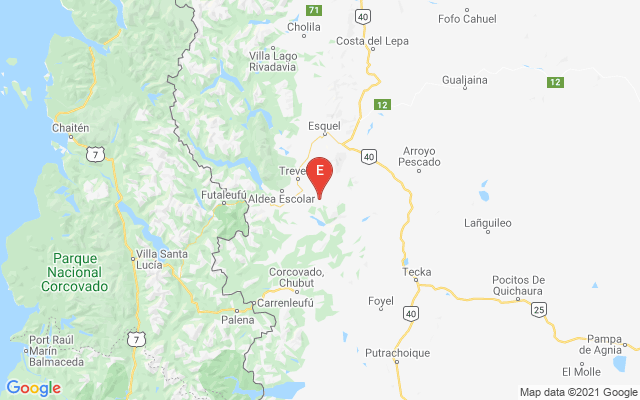 71
40
Cholila
Fofo Cahuel
Costa del Lepa
Villa Lago
Rivadavia
Gualjaina
12
12
Chaitén
Esquel
7
40
Arroyo
Pescado
Treve
E
Futaleufú
Aldea Escolar
Lañguileo
Parque
Nacional
Corcovado
Villa Santa
Lucía
Corcovado,
Chubut
Tecka
Pocitos De
Quichaura
Carrenleufú
Foyel
40
25
Palena
Port Raúl
Marín
Balmaceda
7
Pampa
de Agnia
Putrachoique
El Molle
Google
Map data ©2021 Google